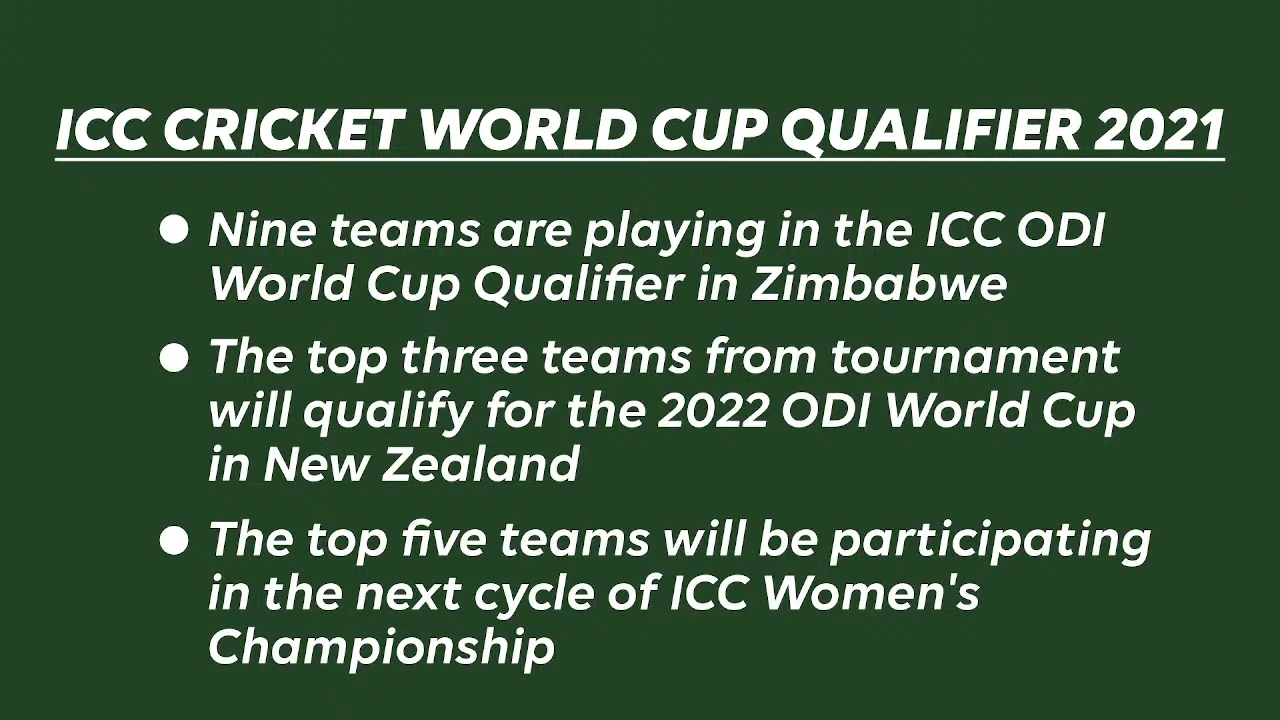 ICC CRICKET WORLD CUP QUALIFIER 2021
● Nine teams are playing in the ICC ODI
World Cup Qualifier in Zimbabwe
● The top three teams from tournament
will qualify for the 2022 ODI World Cup
in New Zealand
● The top five teams will be participating
in the next cycle of ICC Women's
Championship